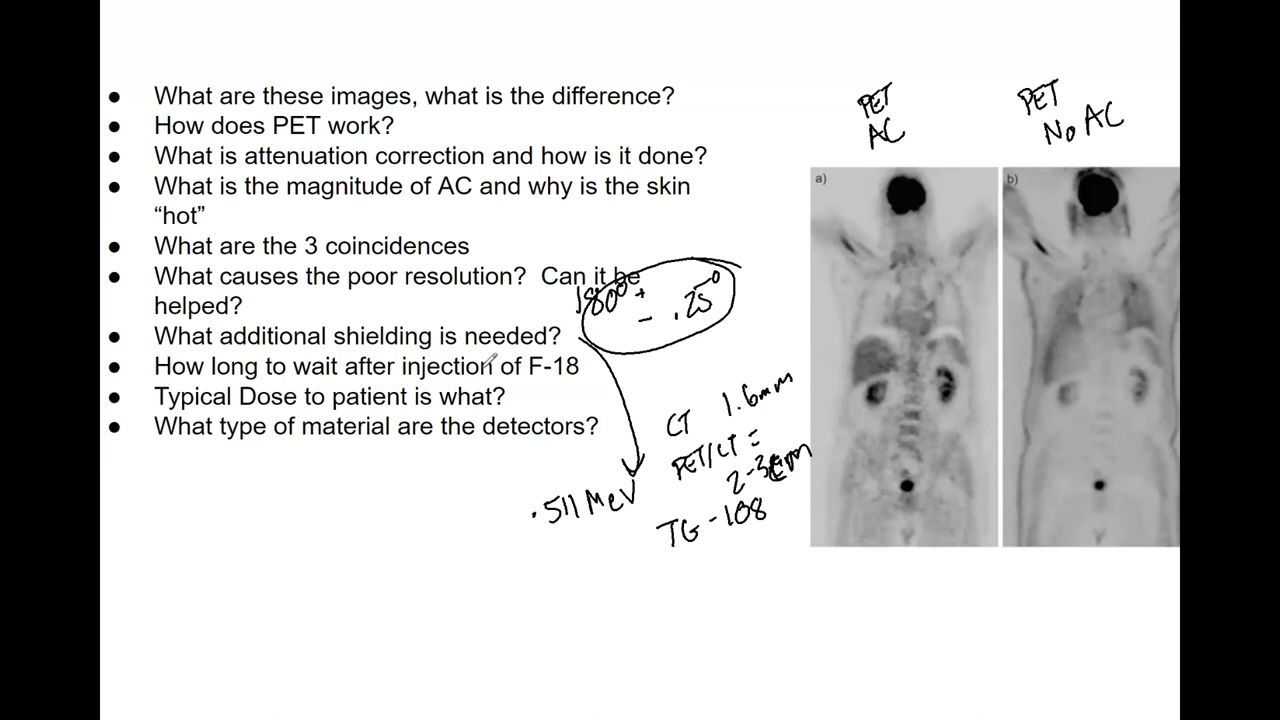 ● What are these images, what is the difference?
● How does PET work?
● What is attenuation correction and how is it done?
● What is the magnitude of AC and why is the skin
“hot”
● What are the 3 coincidences
● What causes the poor resolution? Can it be
helped?
● What additional shielding is needed?
● How long to wait after injection of F-18
● Typical Dose to patient is what?
● What type of material are the detectors?
180° +
- .25°
.511 MeV
CT 1.6mm
PET/CT =
2-3cm
TG-108
PET
AC
PET
No AC
a)
b)